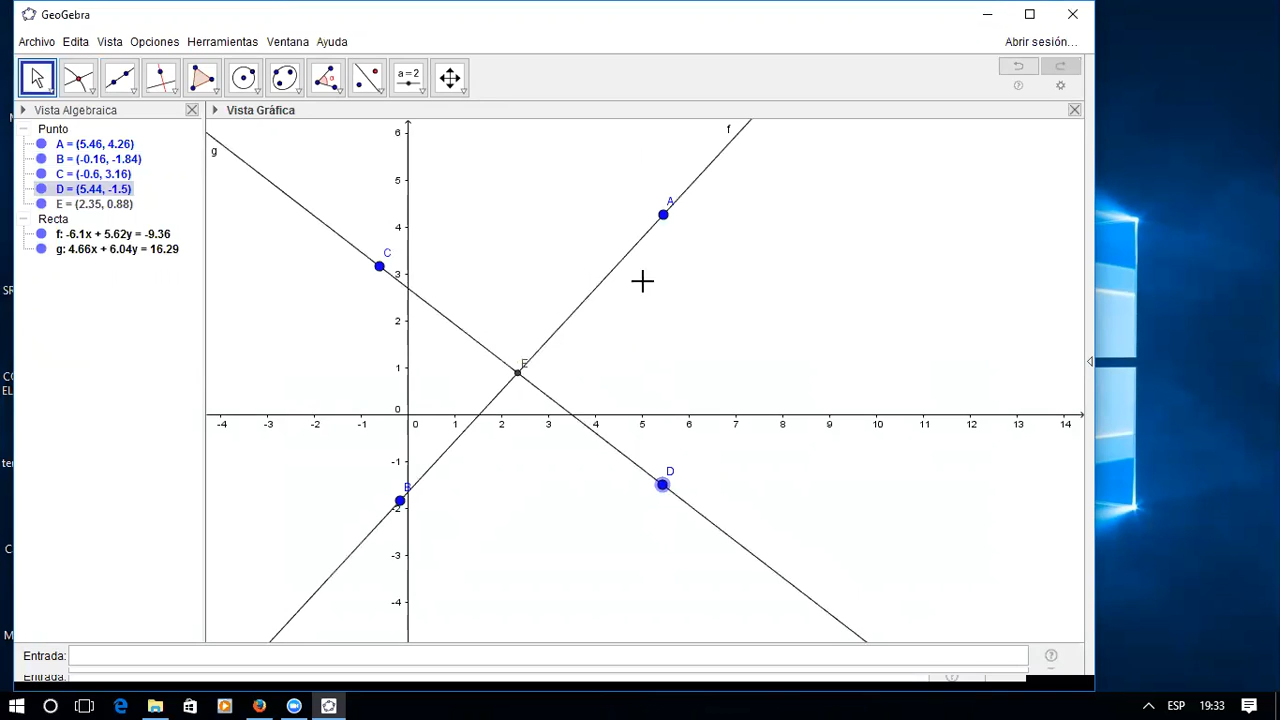 GeoGebra
Archivo Edita Vista Opciones Herramientas Ventana Ayuda
Abrir sesión…
a = 2
Vista Algebraica
Vista Gráfica
Punto
A = (5.46, 4.26)
B = (-0.16, -1.84)
C = (-0.6, 3.16)
D = (5.44, -1.5)
E = (2.35, 0.88)
Recta
f: -6.1x + 5.62y = -9.36
g: 4.66x + 6.04y = 16.29
f
g
6
5
4
3
2
1
0
-1
-2
-3
-4
A
C
E
D
B
-4 -3 -2 -1 0 1 2 3 4 5 6 7 8 9 10 11 12 13 14
Entrada:
Entrada:
ESP 19:33